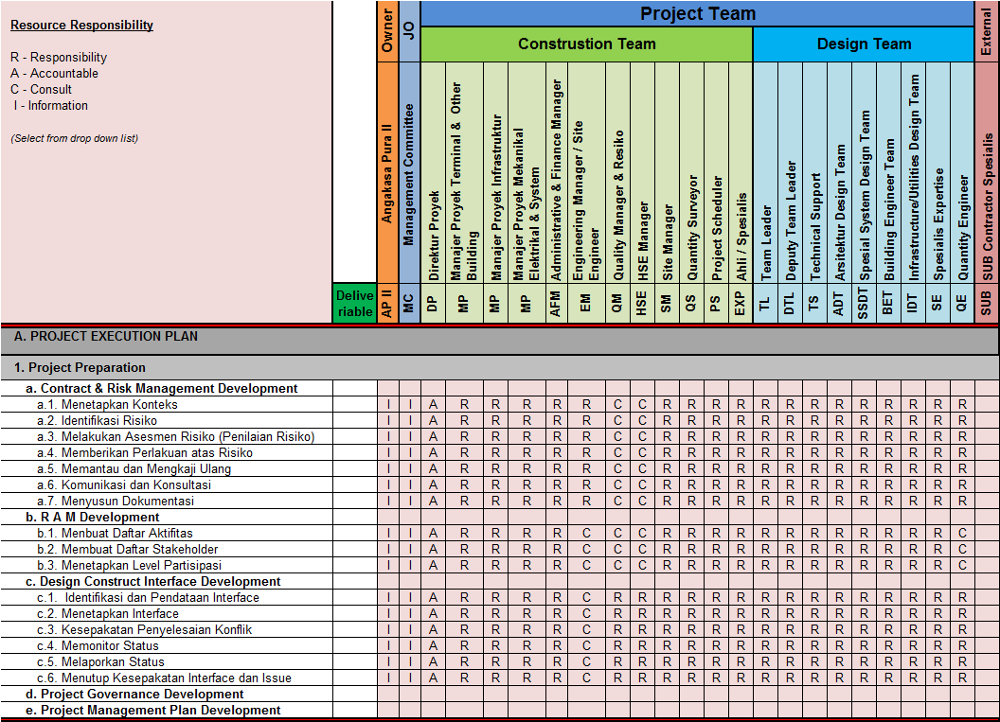 Resource Responsibility
R - Responsibility
A - Accountable
C - Consult
I - Information
(Select from drop down list)
Owner
JO
Project Team
External
Construstion Team
Design Team
Angakasa Pura II
Management Committee
Direktur Proyek
Manajer Proyek Terminal & Other Building
Manajer Proyek Infrastruktur
Manajer Proyek Mekanikal Elektrikal & System
Administrative & Finance Manager
Engineering Manager / Site Engineer
Quality Manager & Resiko
HSE Manager
Site Manager
Quantity Surveyor
Project Scheduler
Ahli / Spesialis
Team Leader
Deputy Team Leader
Technical Support
Arsitektur Design Team
Spesial System Design Team
Building Engineer Team
Infrastructure/Utilities Design Team
Spesialis Expertise
Quantity Engineer
SUB Contractor Spesialis
Delive
riable
AP II MC DP MP MP MP AFM EM QM HSE SM QS PS EXP TL DTL TS ADT SSDT BET IDT SE QE SUB
A. PROJECT EXECUTION PLAN
1. Project Preparation
a. Contract & Risk Management Development
a.1. Menetapkan Konteks I I A R R R R R C C R R R R R R R R R R R R R
a.2. Identifikasi Risiko I I A R R R R R C C R R R R R R R R R R R R R
a.3. Melakukan Asesmen Risiko (Penilaian Risiko) I I A R R R R R C C R R R R R R R R R R R R R
a.4. Memberikan Perlakuan atas Risiko I I A R R R R R C C R R R R R R R R R R R R R
a.5. Memantau dan Mengkaji Ulang I I A R R R R R C C R R R R R R R R R R R R R
a.6. Komunikasi dan Konsultasi I I A R R R R R C C R R R R R R R R R R R R R
a.7. Menyusun Dokumentasi I I A R R R R R C C R R R R R R R R R R R R R
b. R A M Development
b.1. Menbuat Daftar Aktifitas I I A R R R R C C C R R R R R R R R R R R R C
b.2. Membuat Daftar Stakeholder I I A R R R R C C C R R R R R R R R R R R R C
b.3. Menetapkan Level Partisipasi I I A R R R R C C C R R R R R R R R R R R R C
c. Design Construct Interface Development
c.1. Identifikasi dan Pendataan Interface I I A R R R R C R R R R R R R R R R R R R R R
c.2. Menetapkan Interface I I A R R R R C R R R R R R R R R R R R R R R
c.3. Kesepakatan Penyelesaian Konflik I I A R R R R C R R R R R R R R R R R R R R R
c.4. Memonitor Status I I A R R R R C R R R R R R R R R R R R R R R
c.5. Melaporkan Status I I A R R R R C R R R R R R R R R R R R R R R
c.6. Menutup Kesepakatan Interface dan Issue I I A R R R R C R R R R R R R R R R R R R R R
d. Project Governance Development
e. Project Management Plan Development